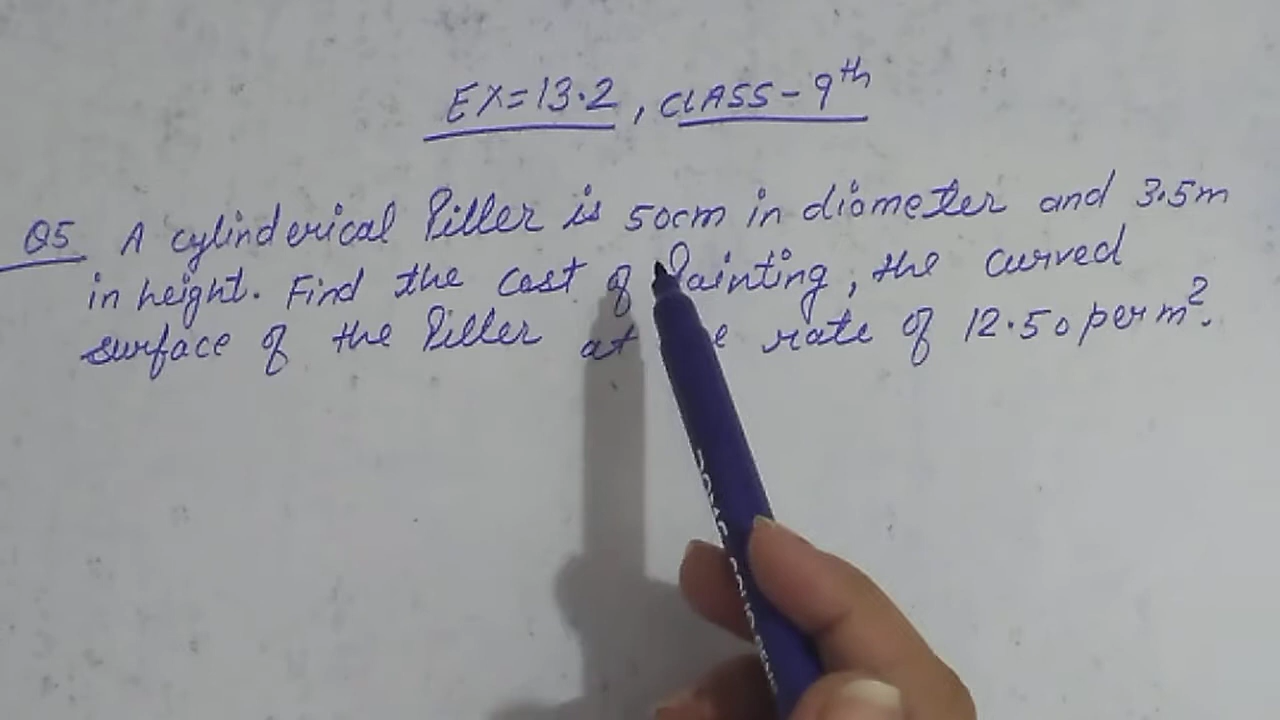 EX=13.2, CLASS-9th
Q5 A cylinderical Piller is 50cm in diameter and 3.5m
in height. Find the cost of Painting, the curved
surface of the Piller at rate of 12.50 per m².